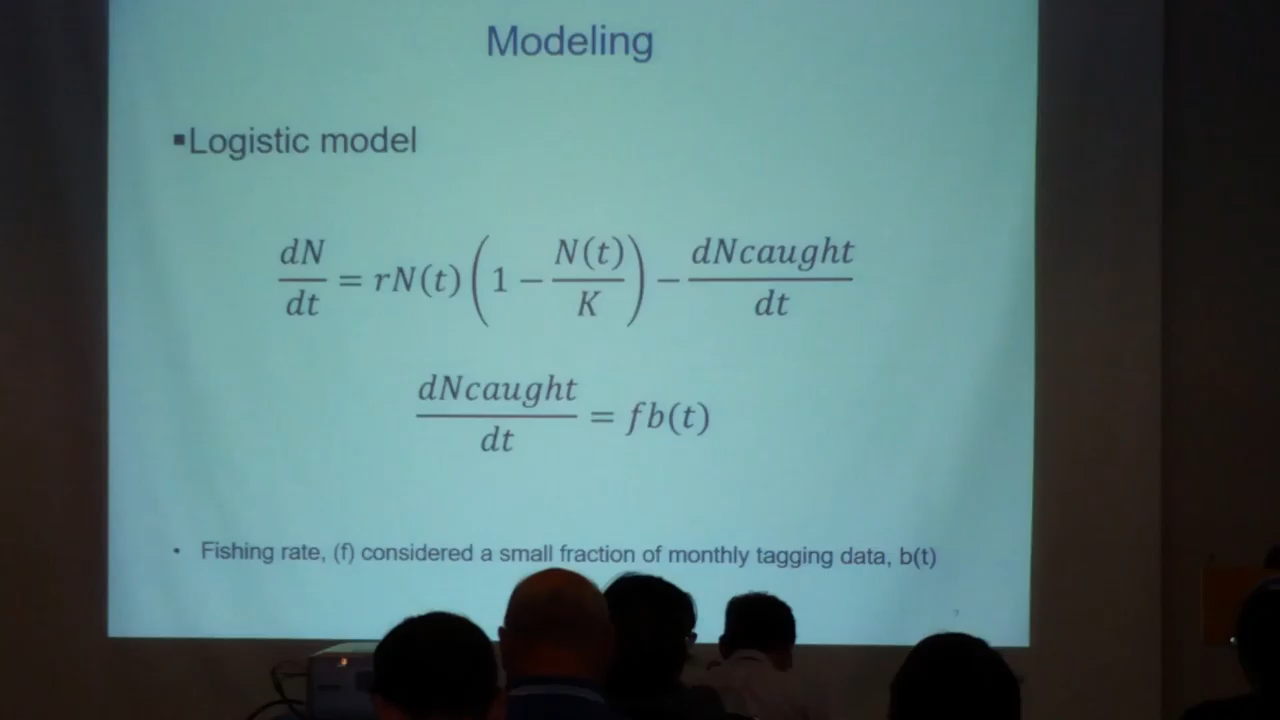 Modeling
▪Logistic model
dN/dt = rN(t)(1 − N(t)/K) − dNcaught/dt
dNcaught/dt = fb(t)
• Fishing rate, (f) considered a small fraction of monthly tagging data, b(t)
7